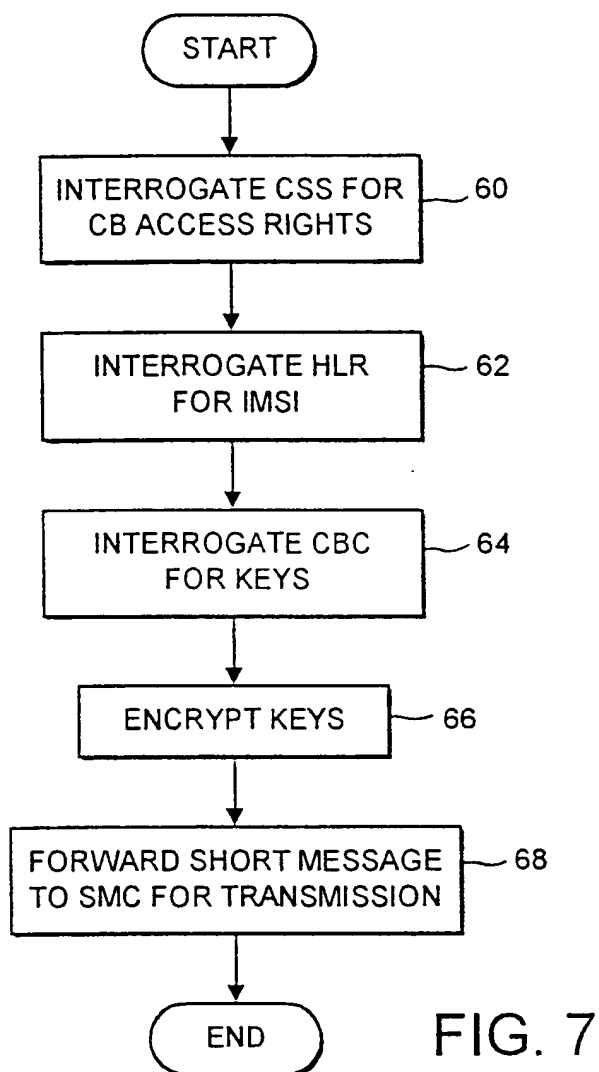 START
INTERROGATE CSS FOR
CB ACCESS RIGHTS
60
INTERROGATE HLR
FOR IMSI
62
INTERROGATE CBC
FOR KEYS
64
ENCRYPT KEYS
66
FORWARD SHORT MESSAGE
TO SMC FOR TRANSMISSION
68
END
FIG. 7